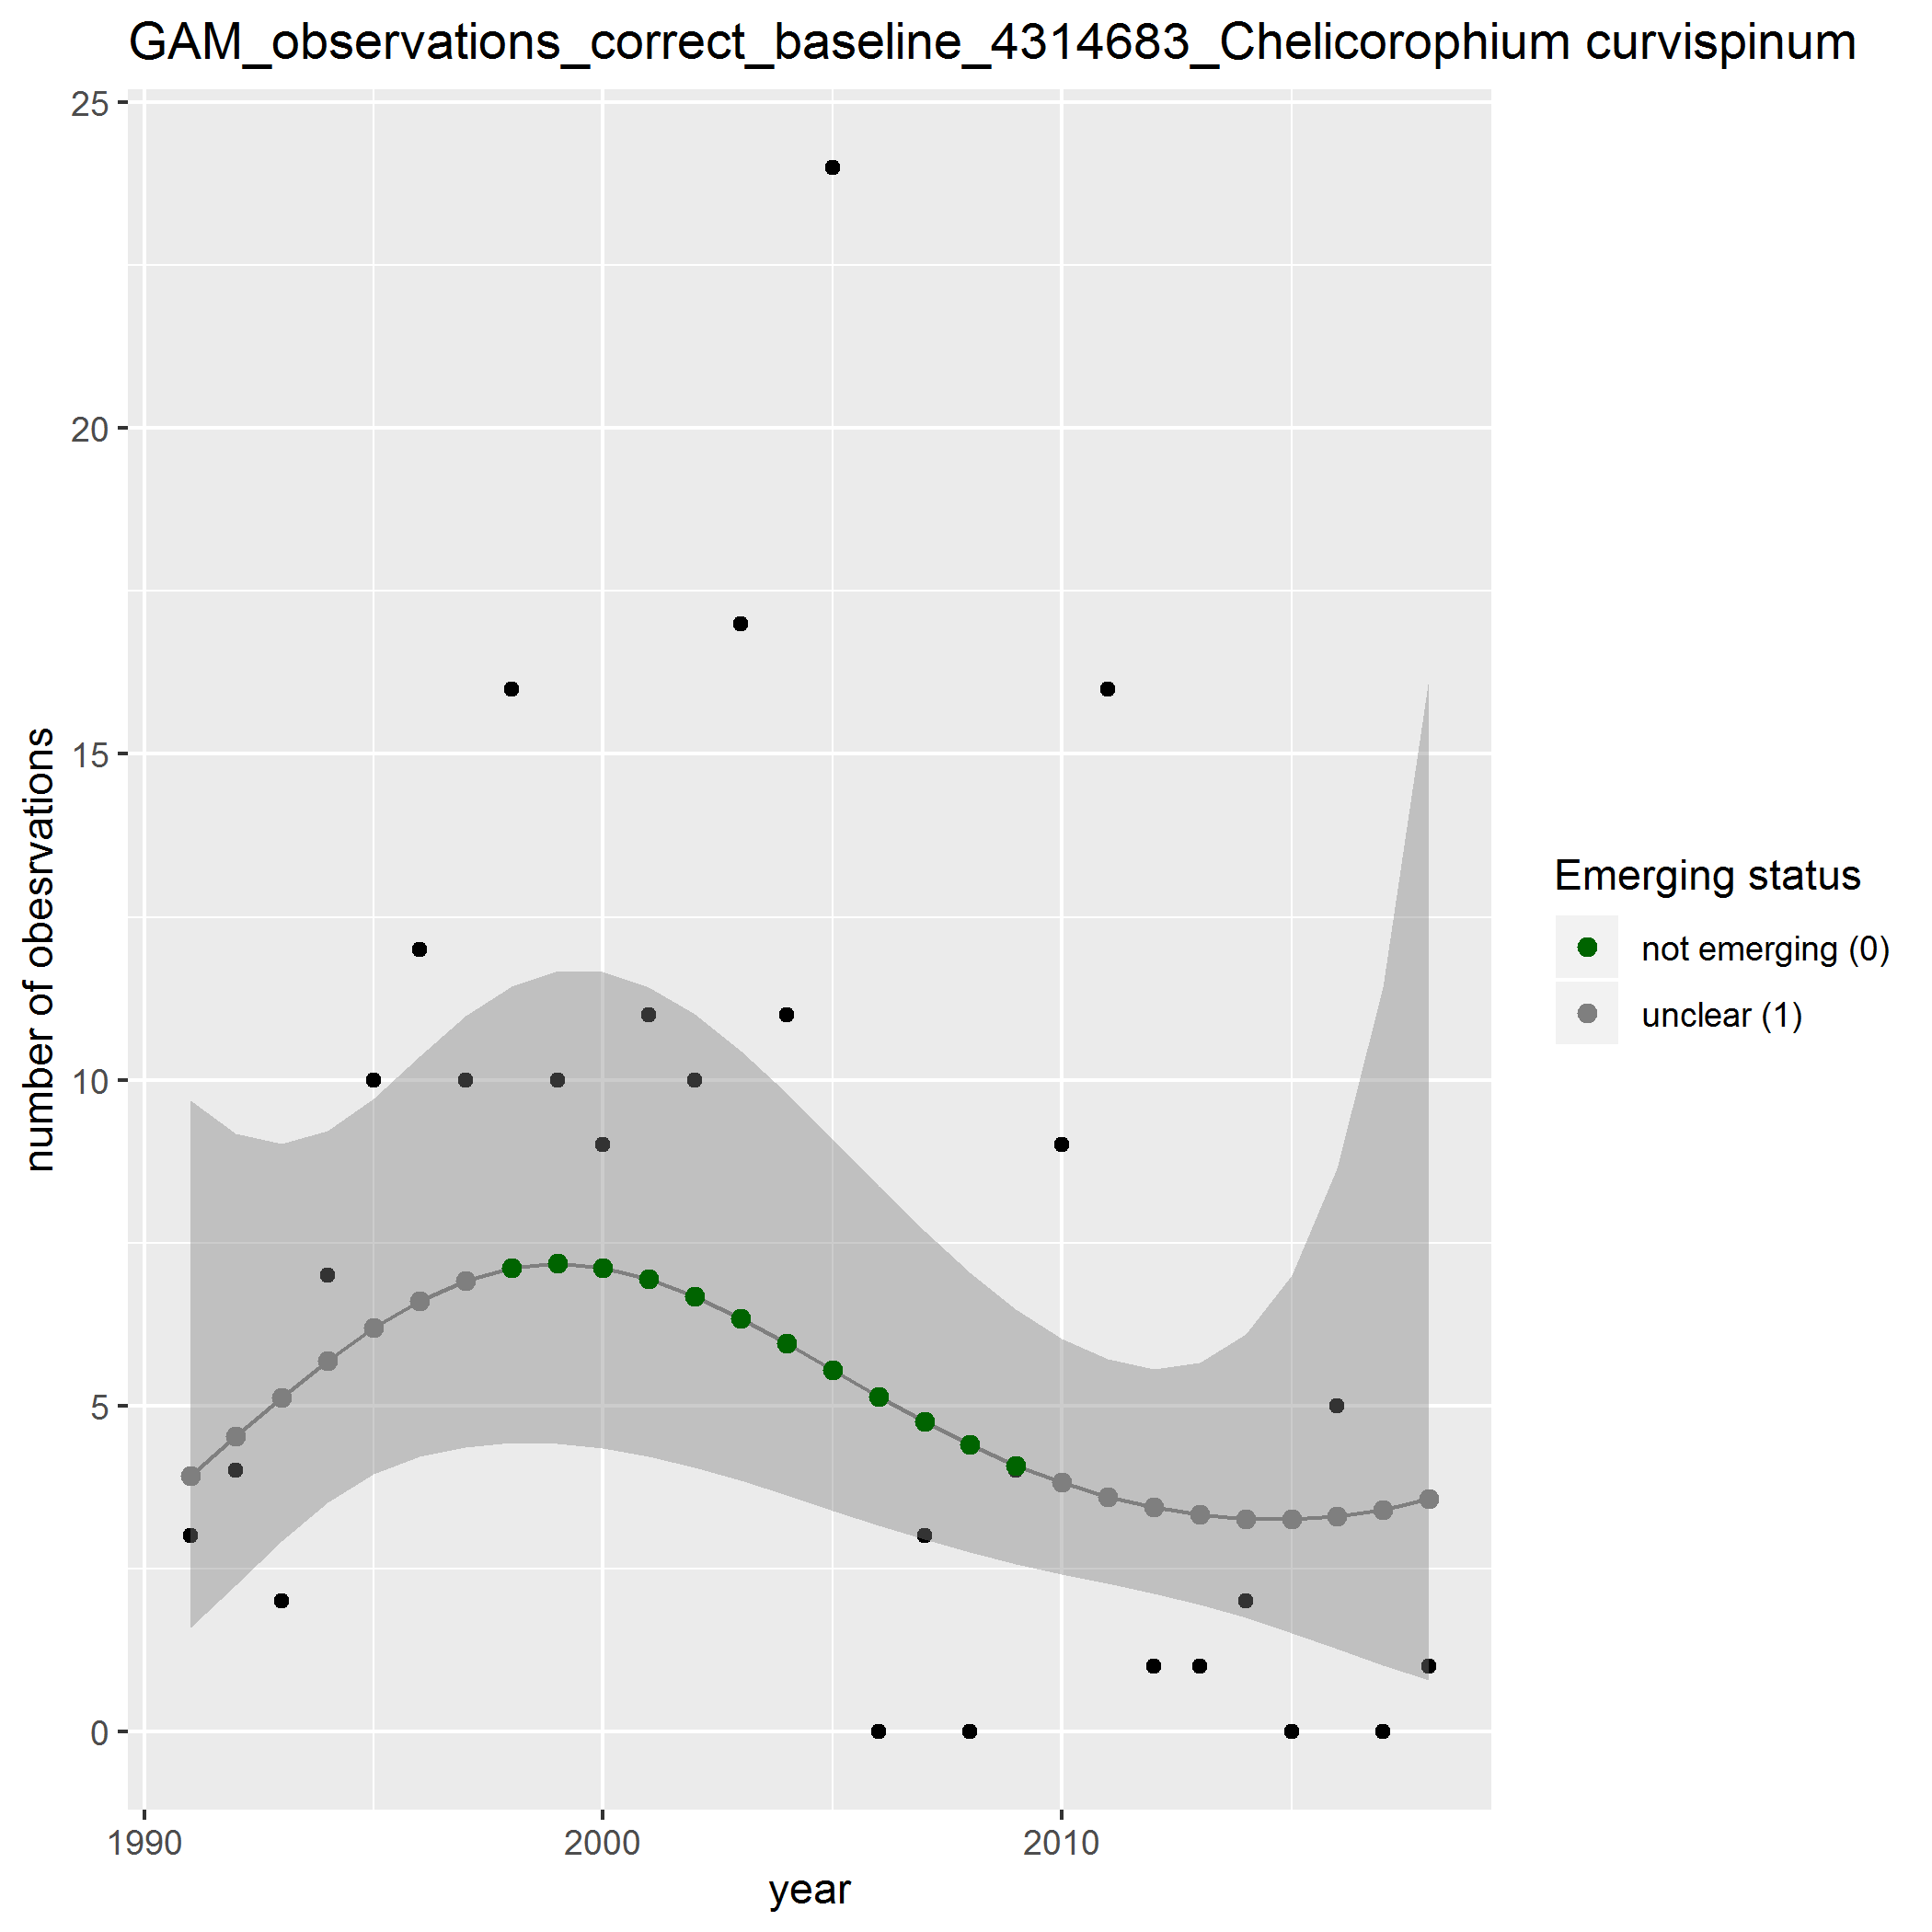 GAM_observations_correct_baseline_4314683_Chelicorophium curvispinum
25
20
15
10
5
0
number of obesrvations
1990
2000
2010
year
Emerging status
not emerging (0)
unclear (1)